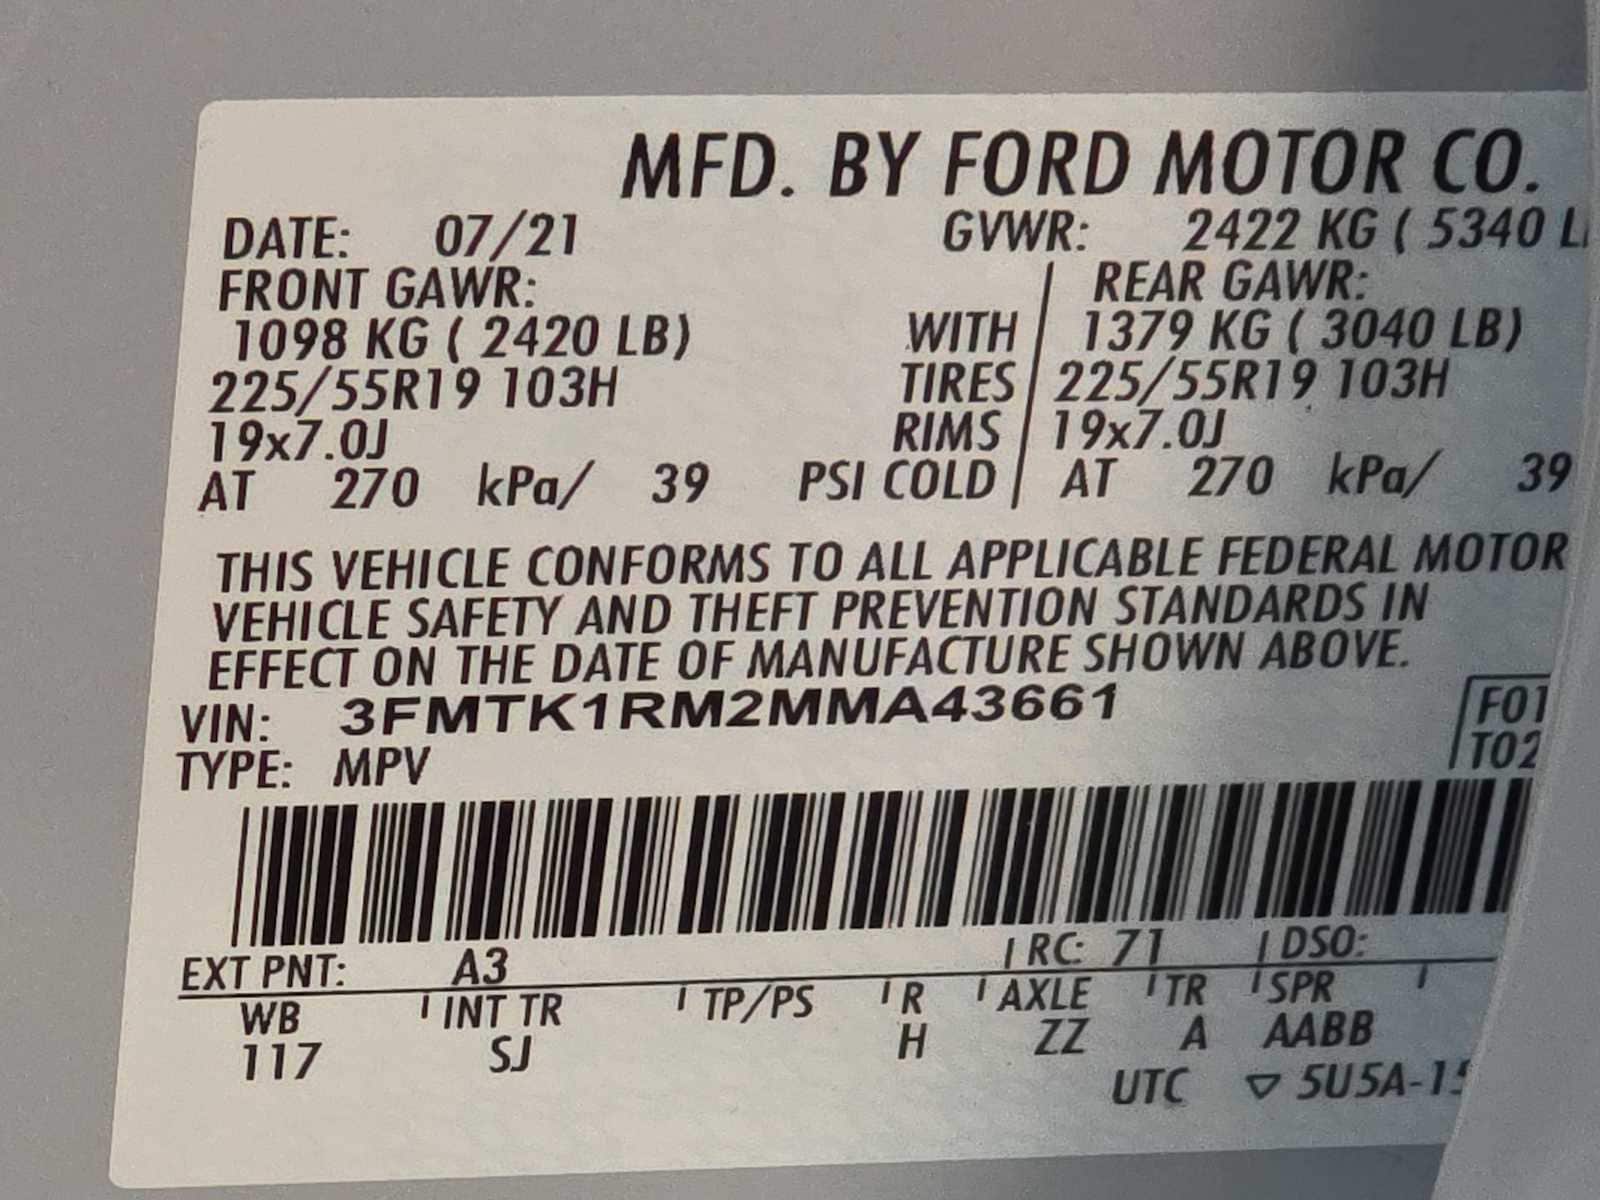 MFD. BY FORD MOTOR CO.
DATE: 07/21 GVWR: 2422 KG ( 5340
FRONT GAWR: REAR GAWR:
1098 KG ( 2420 LB) WITH 1379 KG ( 3040 LB)
225/55R19 103H TIRES 225/55R19 103H
19x7.0J RIMS 19x7.0J
AT 270 kPa/ 39 PSI COLD AT 270 kPa/ 39
THIS VEHICLE CONFORMS TO ALL APPLICABLE FEDERAL MOTOR
VEHICLE SAFETY AND THEFT PREVENTION STANDARDS IN
EFFECT ON THE DATE OF MANUFACTURE SHOWN ABOVE.
VIN: 3FMTK1RM2MMA43661 F01
TYPE: MPV T02
EXT PNT: A3 RC: 71 DSO:
WB INT TR TP/PS R AXLE TR SPR
117 SJ H ZZ A AABB
UTC ▽ 5U5A-15